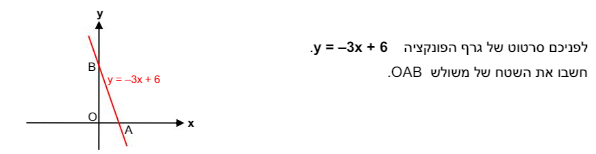 לפניכם סרטוט של גרף הפונקציה y = –3x + 6.
חשבו את השטח של משולש OAB.
y
B
y = –3x + 6
O
x
A